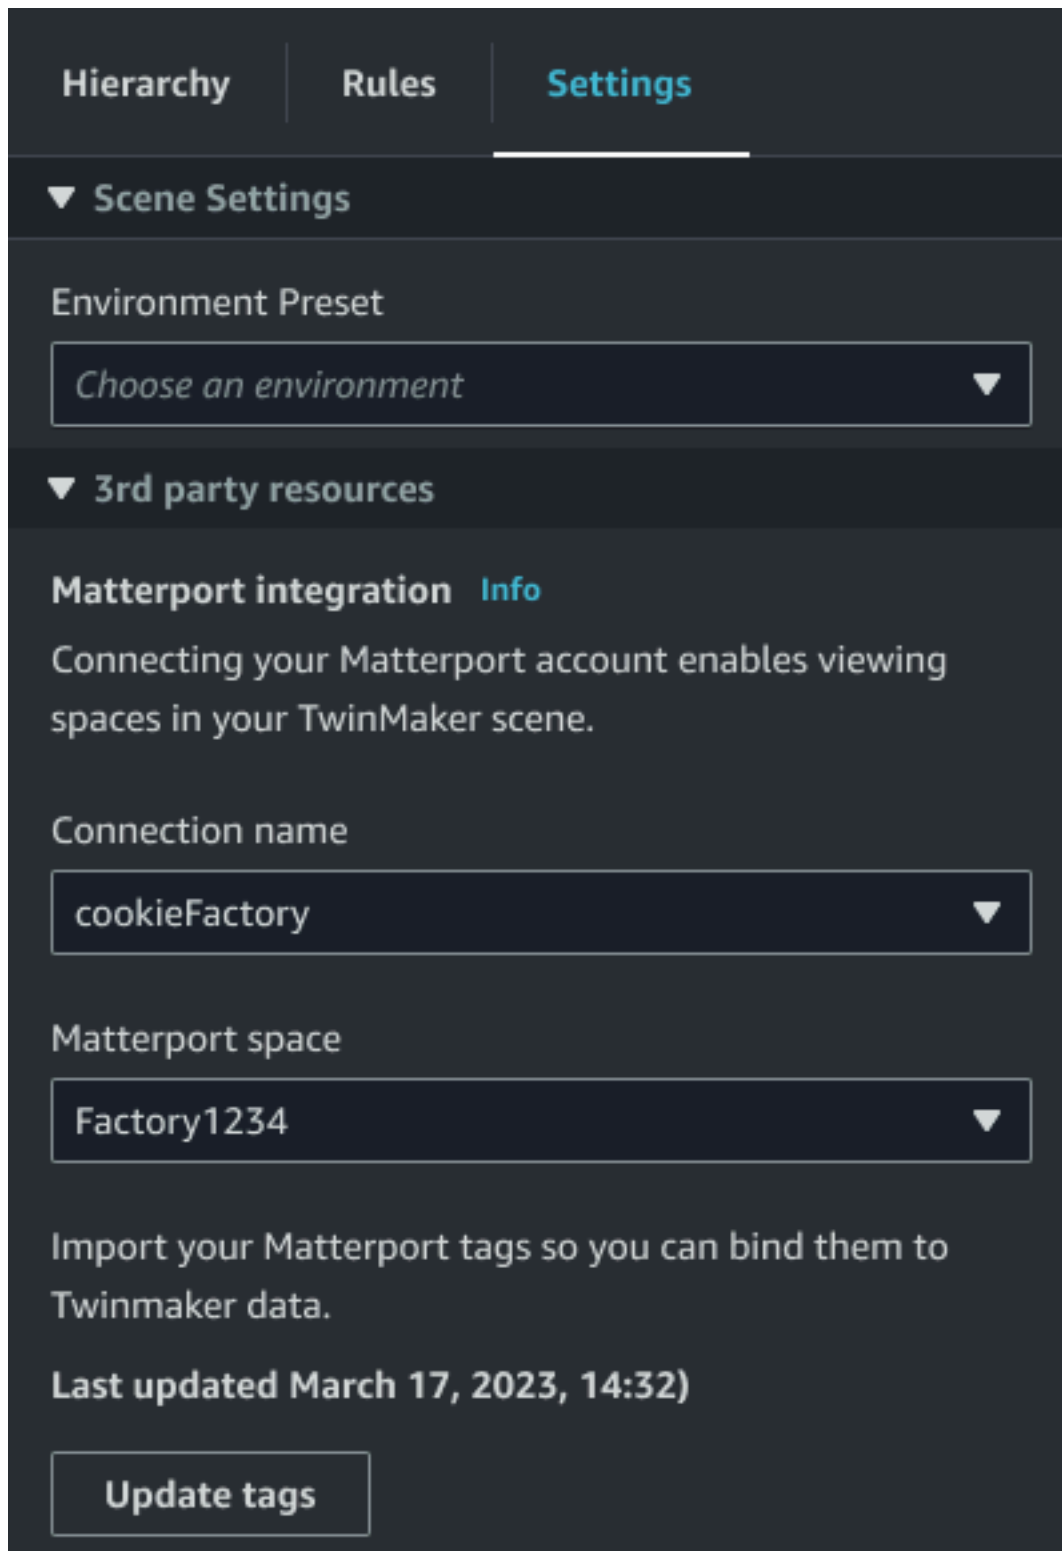 Hierarchy Rules Settings
Scene Settings
Environment Preset
Choose an environment
3rd party resources
Matterport integration Info
Connecting your Matterport account enables viewing
spaces in your TwinMaker scene.
Connection name
cookieFactory
Matterport space
Factory1234
Import your Matterport tags so you can bind them to
Twinmaker data.
Last updated March 17, 2023, 14:32)
Update tags